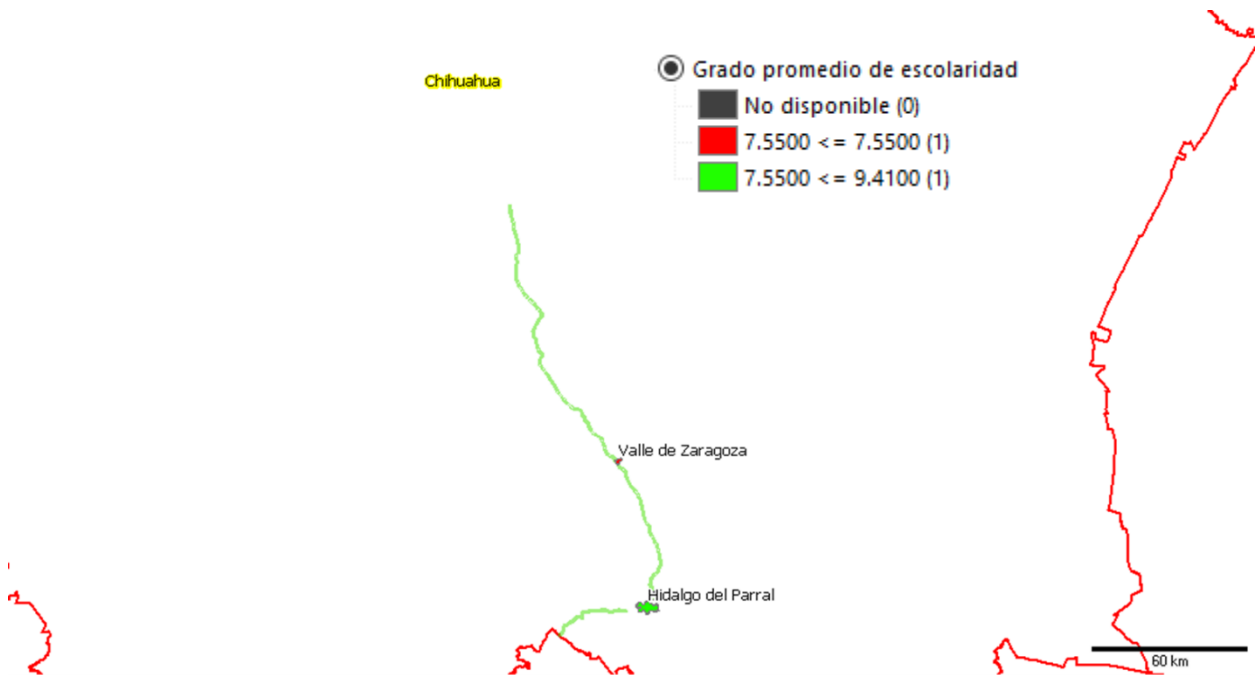 Chihuahua
Grado promedio de escolaridad
No disponible (0)
7.5500 <= 7.5500 (1)
7.5500 <= 9.4100 (1)
Valle de Zaragoza
Hidalgo del Parral
60 km